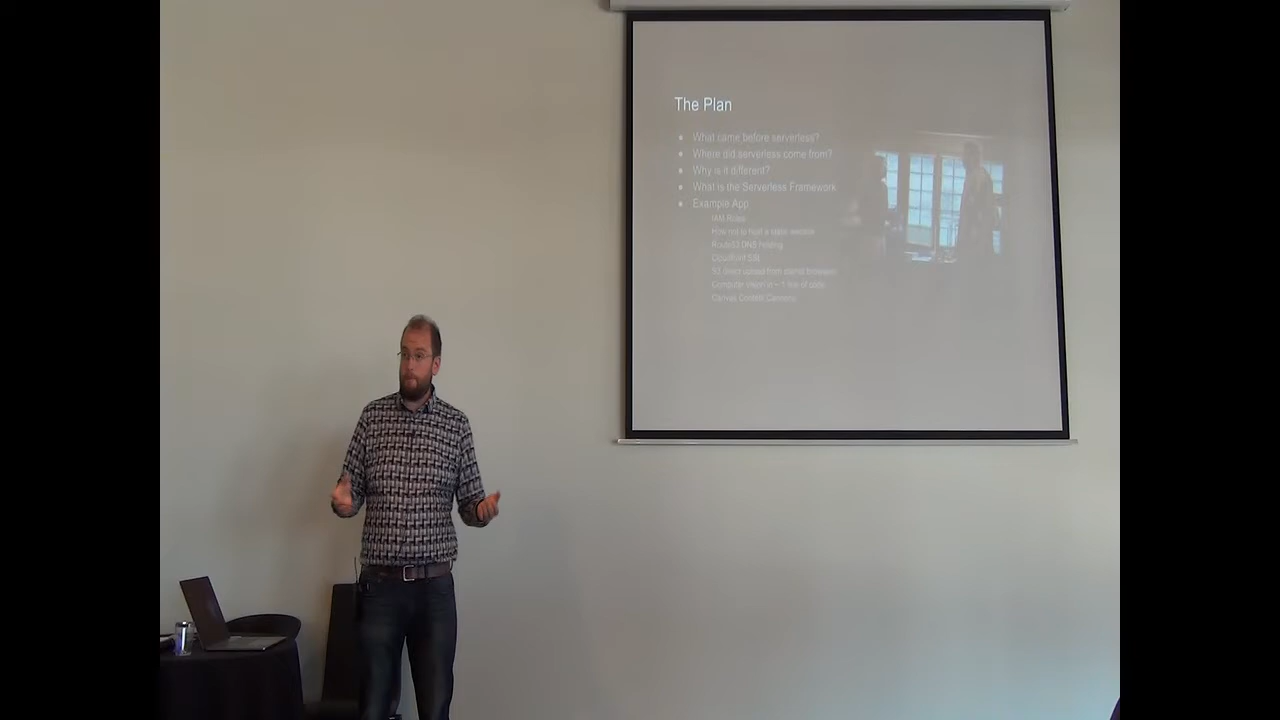 The Plan
● What came before serverless?
● Where did serverless come from?
● Why is it different?
● What is the Serverless Framework
● Example App
IAM Roles
How not to host a static website
Route53 DNS
CloudFront SSL
S3 direct upload from client browser
Computer Vision in ~ 1 line of code
Canvas Context